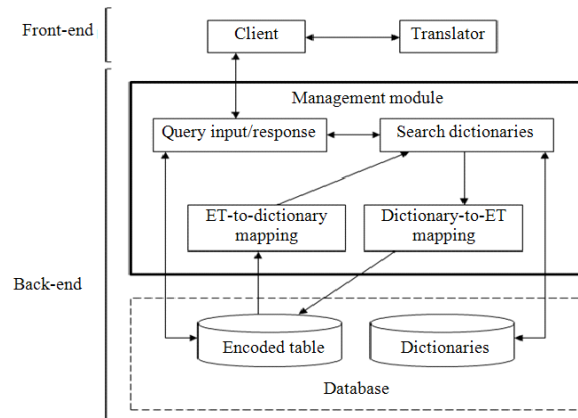 Front-end
Client
Translator
Management module
Query input/response
Search dictionaries
ET-to-dictionary
mapping
Dictionary-to-ET
mapping
Back-end
Encoded table
Dictionaries
Database